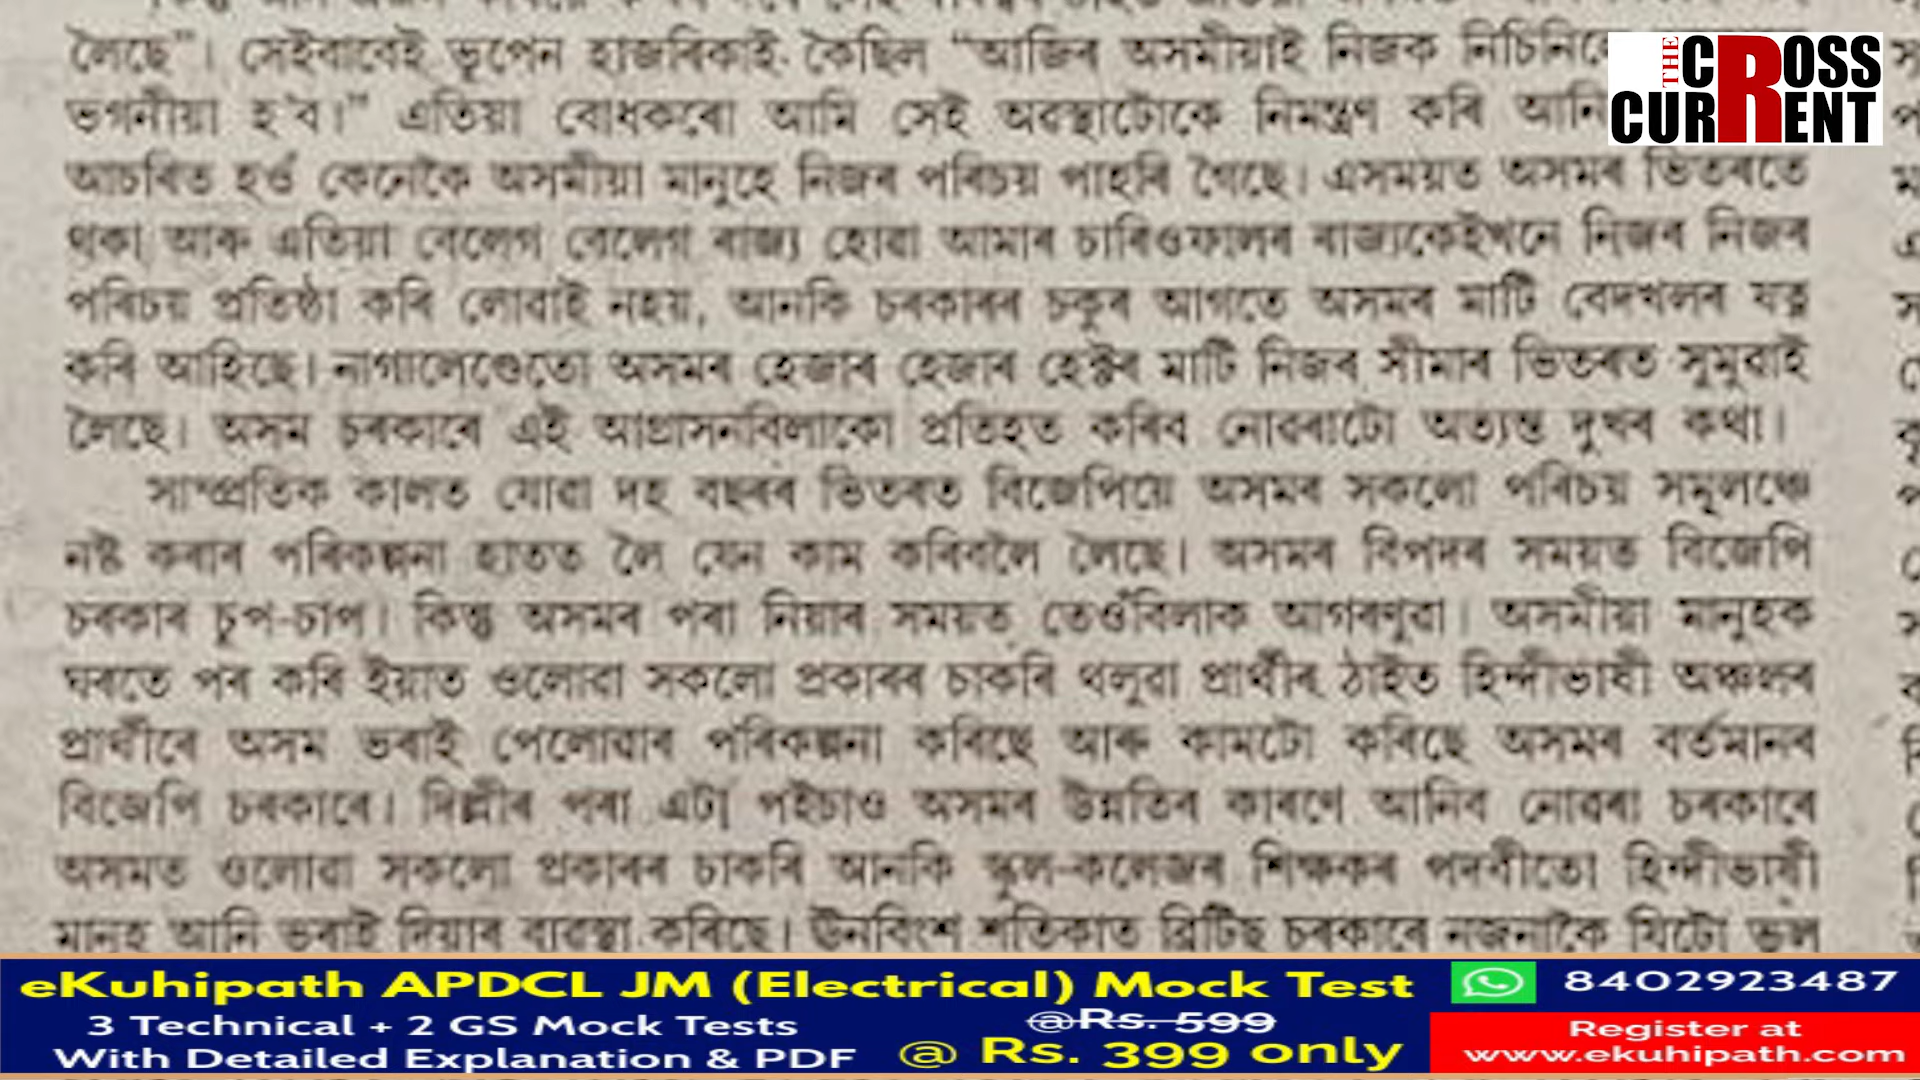 লৈছে"। সেইবাবেই ভূপেন হাজৰিকাই কৈছিল "আজিৰ অসমীয়াই নিজক
ভগনীয়া হ'ব।" এতিয়া বোধকৰো আমি সেই অৱস্থাটোকে নিমন্ত্ৰণ কৰি
আচৰিত হওঁ কেনেকৈ অসমীয়া মানুহে নিজৰ পৰিচয় পাহৰি গৈছে। এসময়ত অসমৰ ভিতৰতে
থকা আৰু এতিয়া বেলেগ বেলেগ ৰাজ্য হোৱা আমাৰ চাৰিওফালৰ ৰাজ্যকেইখনে নিজৰ নিজৰ
পৰিচয় প্ৰতিষ্ঠা কৰি লোৱাই নহয়, আনকি চৰকাৰৰ চকুৰ আগতে অসমৰ মাটি বেদখলৰ যত্ন
কৰি আহিছে। নাগালেণ্ডেতো অসমৰ হেজাৰ হেজাৰ হেক্টৰ মাটি নিজৰ সীমাৰ ভিতৰত সুমুৱাই
লৈছে। অসম চৰকাৰে এই আগ্ৰাসনবিলাকো প্ৰতিহত কৰিব নোৱৰাটো অত্যন্ত দুখৰ কথা।
সাম্প্ৰতিক কালত যোৱা দহ বছৰৰ ভিতৰত বিজেপিয়ে অসমৰ সকলো পৰিচয় সমূলঞ্চে
নষ্ট কৰাৰ পৰিকল্পনা হাতত লৈ যেন কাম কৰিবলৈ লৈছে। অসমৰ বিপদৰ সময়ত বিজেপি
চৰকাৰ চুপ-চাপ। কিন্তু অসমৰ পৰা নিয়াৰ সময়ত তেওঁবিলাক আগৰণুৱা। অসমীয়া মানুহক
ঘৰতে পৰ কৰি ইয়াত ওলোৱা সকলো প্ৰকাৰৰ চাকৰি থলুৱা প্ৰাৰ্থীৰ ঠাইত হিন্দীভাষী অঞ্চলৰ
প্ৰাৰ্থীৰে অসম ভৰাই পেলোৱাৰ পৰিকল্পনা কৰিছে আৰু কামটো কৰিছে অসমৰ বৰ্তমানৰ
বিজেপি চৰকাৰে। দিল্লীৰ পৰা এটা পইচাও অসমৰ উন্নতিৰ কাৰণে আনিব নোৱৰা চৰকাৰে
অসমত ওলোৱা সকলো প্ৰকাৰৰ চাকৰি আনকি স্কুল-কলেজৰ শিক্ষকৰ পদবীতো হিন্দীভাষী
মানুহ আনি ভৰাই দিয়াৰ ব্যৱস্থা কৰিছে। ঊনবিংশ শতিকাত ব্ৰিটিছ চৰকাৰে নজনাকৈ যিটো ভুল
THE CROSS
CURRENT
eKuhipath APDCL JM (Electrical) Mock Test
3 Technical + 2 GS Mock Tests
With Detailed Explanation & PDF
@Rs. 599
@ Rs. 399 only
8402923487
Register at
www.ekuhipath.com